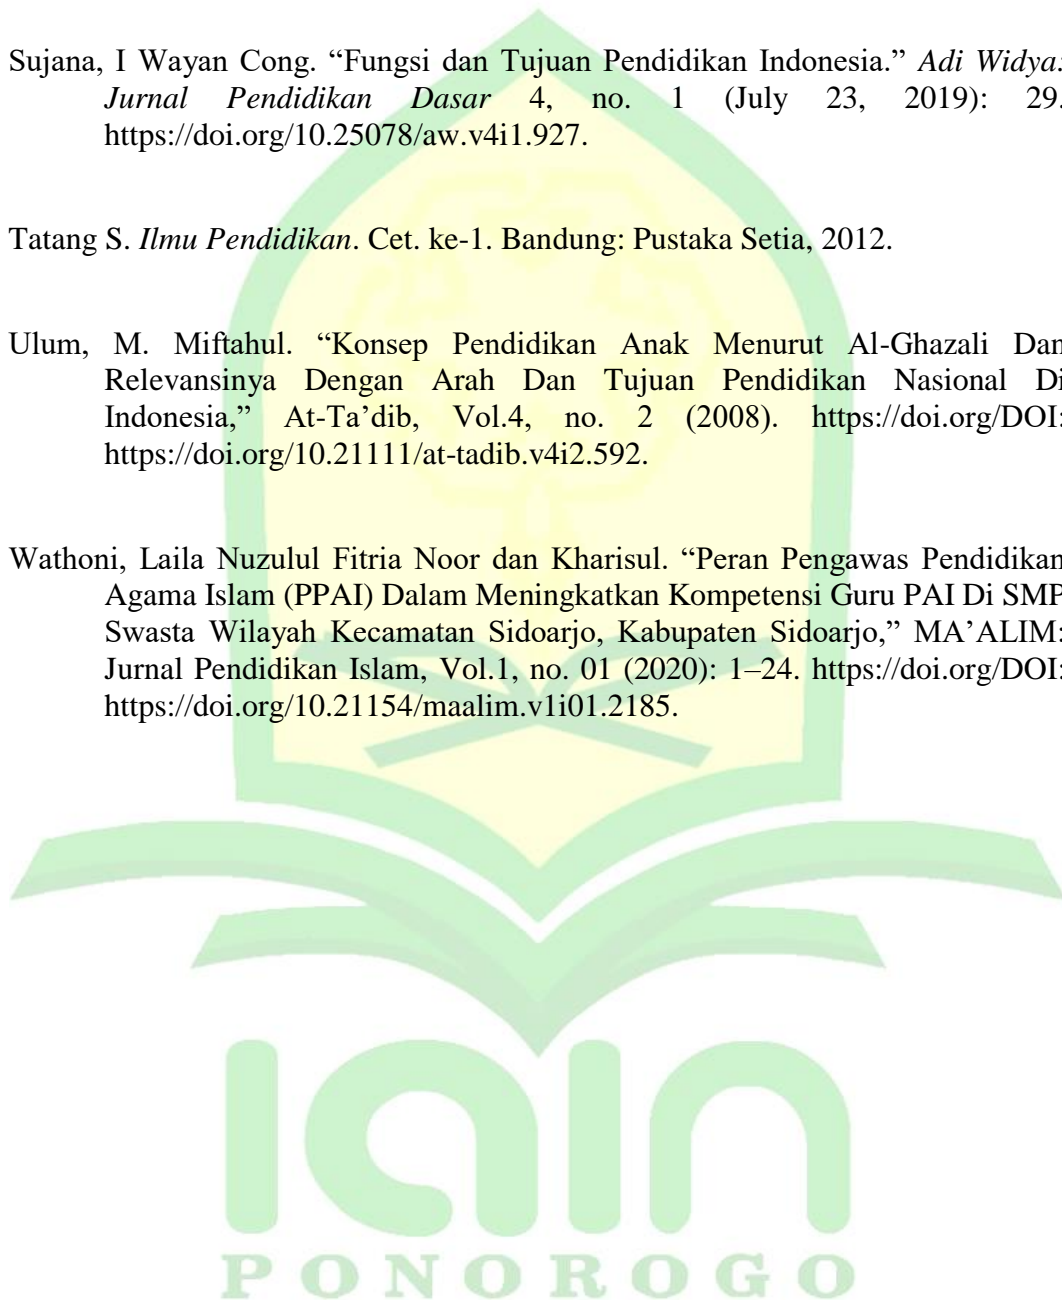 Sujana, I Wayan Cong. “Fungsi dan Tujuan Pendidikan Indonesia.” Adi Widya:
Jurnal Pendidikan Dasar 4, no. 1 (July 23, 2019): 29.
https://doi.org/10.25078/aw.v4i1.927.
Tatang S. Ilmu Pendidikan. Cet. ke-1. Bandung: Pustaka Setia, 2012.
Ulum, M. Miftahul. “Konsep Pendidikan Anak Menurut Al-Ghazali Dan
Relevansinya Dengan Arah Dan Tujuan Pendidikan Nasional Di
Indonesia,” At-Ta’dib, Vol.4, no. 2 (2008). https://doi.org/DOI:
https://doi.org/10.21111/at-tadib.v4i2.592.
Wathoni, Laila Nuzulul Fitria Noor dan Kharisul. “Peran Pengawas Pendidikan
Agama Islam (PPAI) Dalam Meningkatkan Kompetensi Guru PAI Di SMP
Swasta Wilayah Kecamatan Sidoarjo, Kabupaten Sidoarjo,” MA’ALIM:
Jurnal Pendidikan Islam, Vol.1, no. 01 (2020): 1–24. https://doi.org/DOI:
https://doi.org/10.21154/maalim.v1i01.2185.
iain
PONOROGO